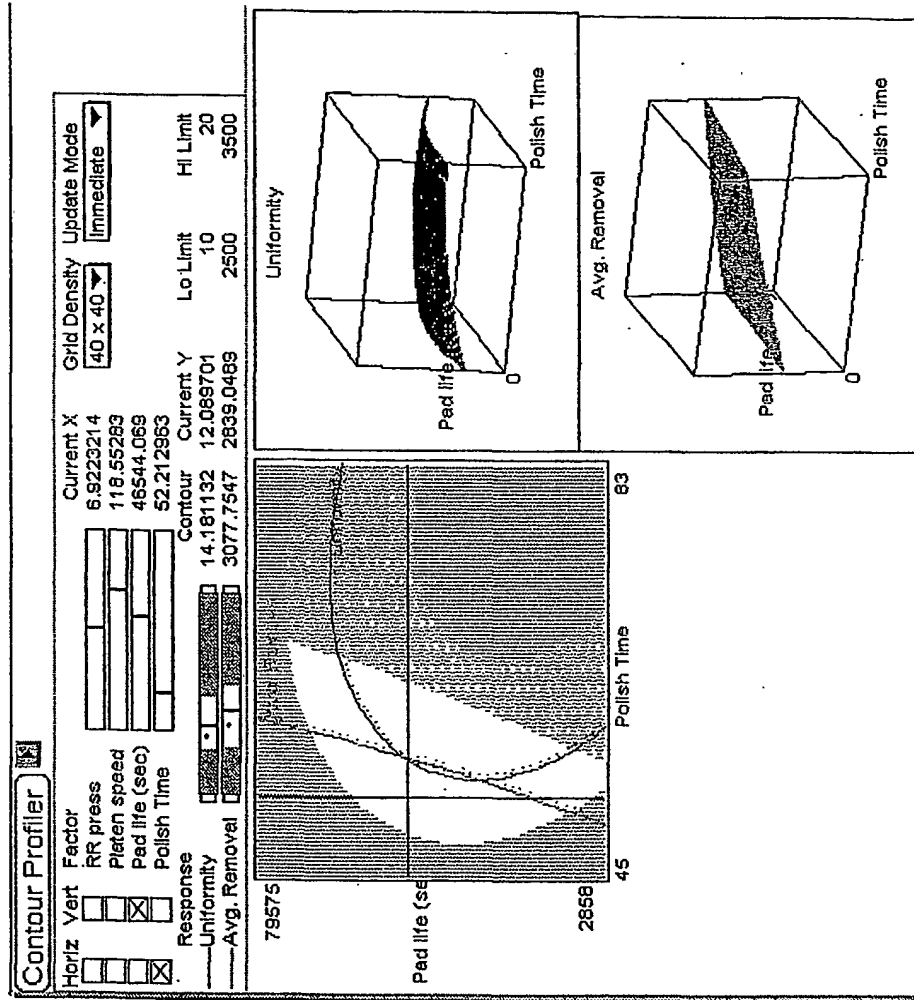 Contour Profiler
Horiz Vert Factor Current X Grid Density Update Mode
RR press 6.9223214 40 x 40 Immediate
Platen speed 118.55283
Pad life (sec) 46544.069
Polish Time 52.212963
Response Contour Current Y Lo Limit Hi Limit
Uniformity 14.181132 12.089701 10 20
Avg. Removal 3077.7547 2839.0489 2500 3500
79575
Pad life (se
2858
45 Polish Time 83
Uniformity
Pad life
0
Polish Time
Avg. Removal
Pad life
0
Polish Time